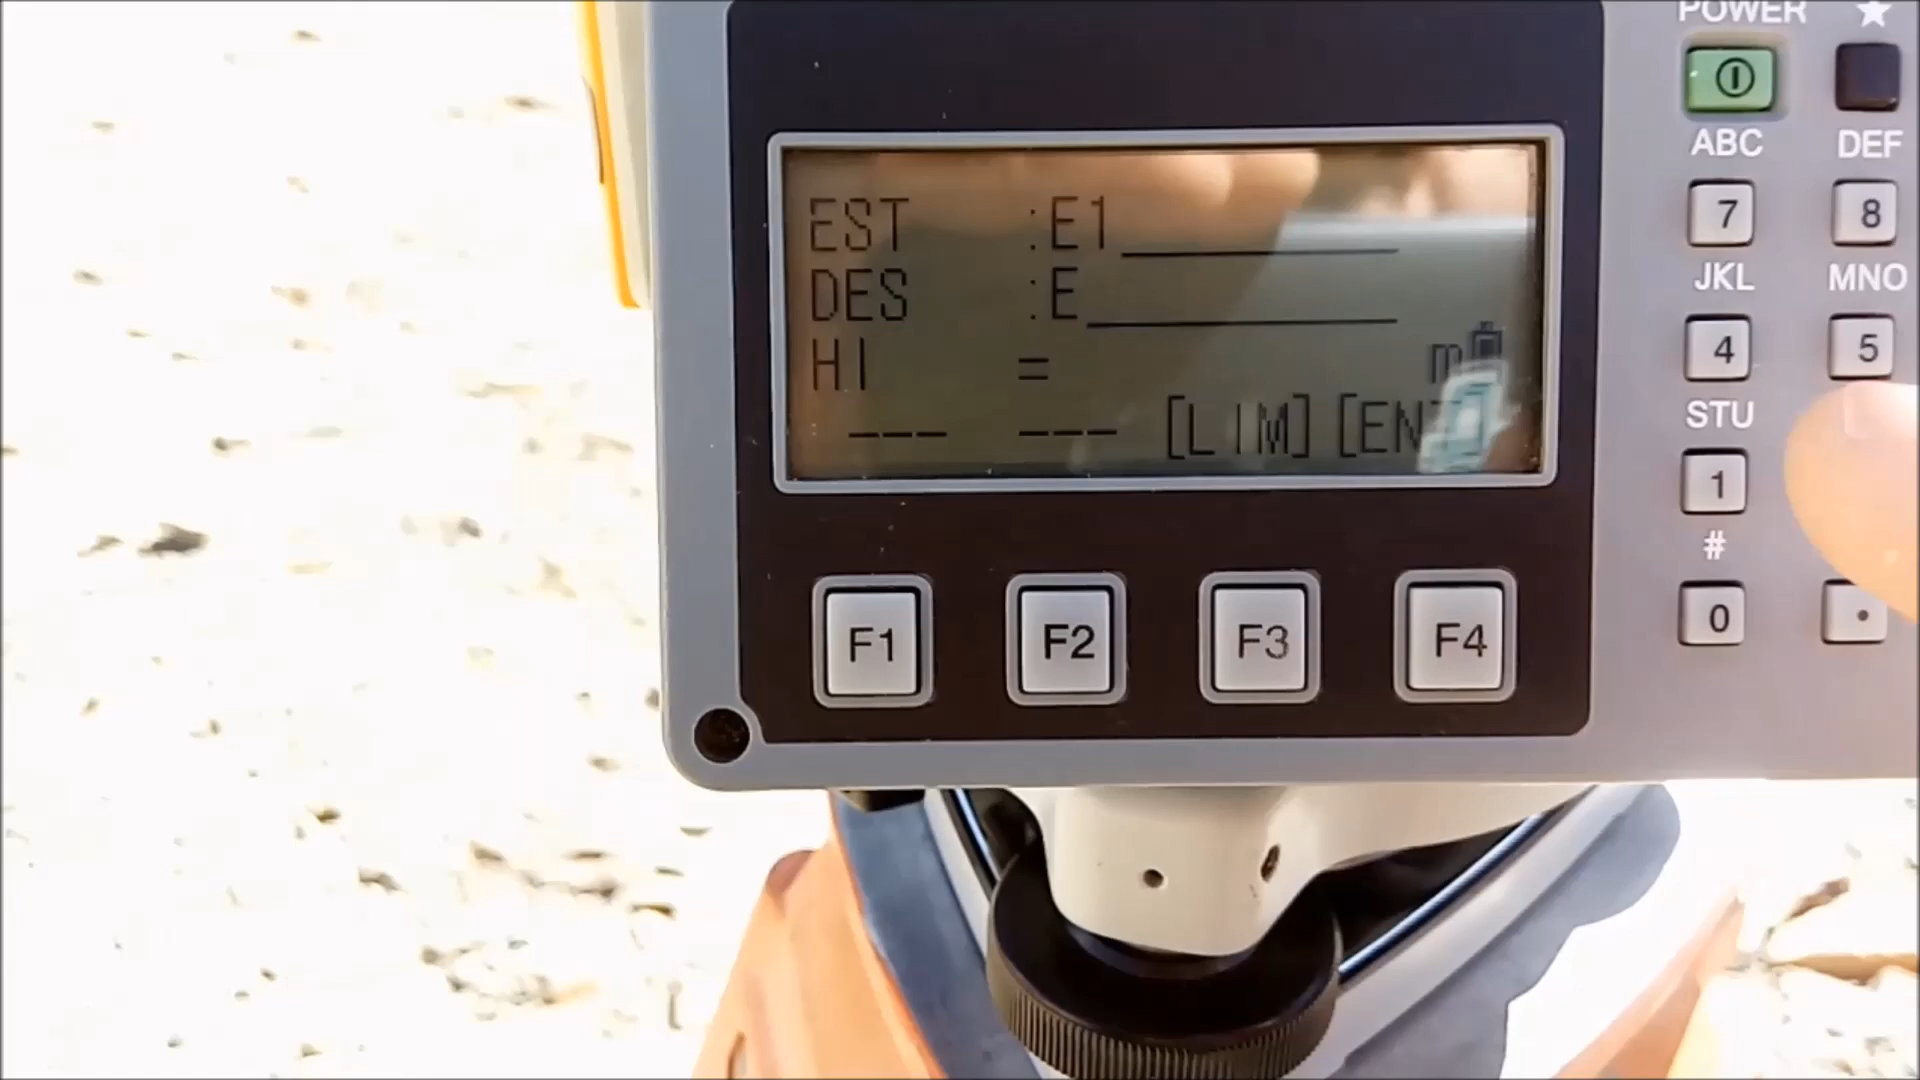 POWER ★
EST :E1
DES :E
HI = m
--- --- [LIM] [ENT]
F1 F2 F3 F4
ABC DEF
7 8
JKL MNO
4 5
STU
1
#
0 .